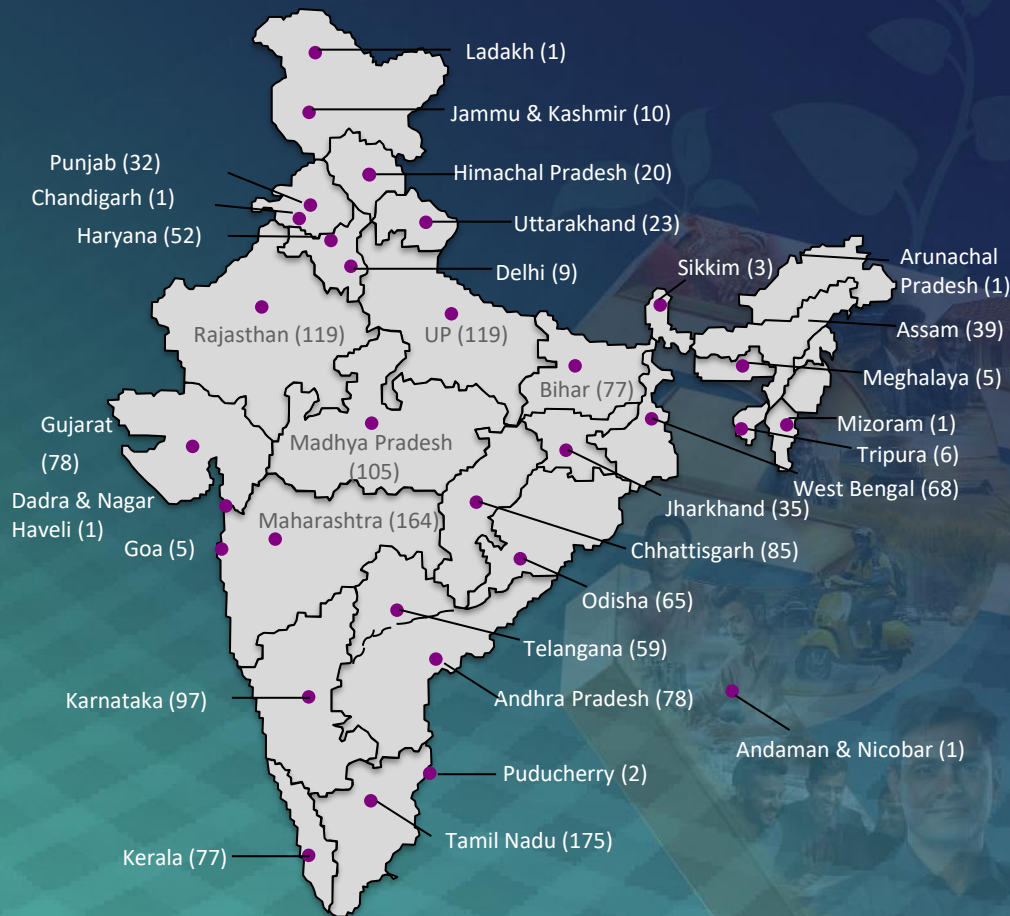 Ladakh (1)
Jammu & Kashmir (10)
Punjab (32)
Himachal Pradesh (20)
Chandigarh (1)
Uttarakhand (23)
Haryana (52)
Delhi (9)
Sikkim (3)
Arunachal
Pradesh (1)
Rajasthan (119)
UP (119)
Assam (39)
Bihar (77)
Meghalaya (5)
Gujarat
(78)
Madhya Pradesh
(105)
Mizoram (1)
Tripura (6)
West Bengal (68)
Dadra & Nagar
Haveli (1)
Maharashtra (164)
Jharkhand (35)
Goa (5)
Chhattisgarh (85)
Odisha (65)
Telangana (59)
Karnataka (97)
Andhra Pradesh (78)
Andaman & Nicobar (1)
Puducherry (2)
Tamil Nadu (175)
Kerala (77)